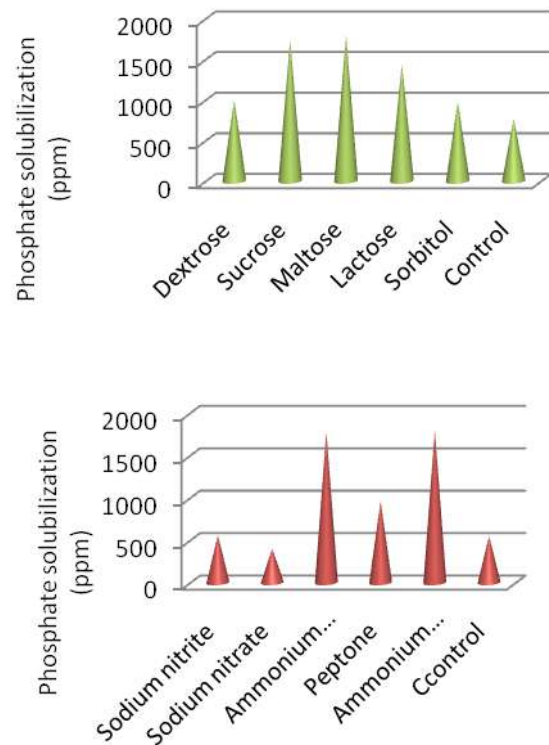 Phosphate solubilization
(ppm)
2000
1500
1000
500
0
Dextrose
Sucrose
Maltose
Lactose
Sorbitol
Control
Phosphate solubilization
(ppm)
2000
1500
1000
500
0
Sodium nitrite
Sodium nitrate
Ammonium...
Peptone
Ammonium...
Ccontrol